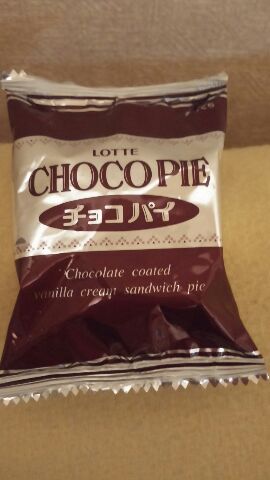 LOTTE
CHOCO PIE
チョコパイ
Chocolate coated
vanilla cream sandwich pie